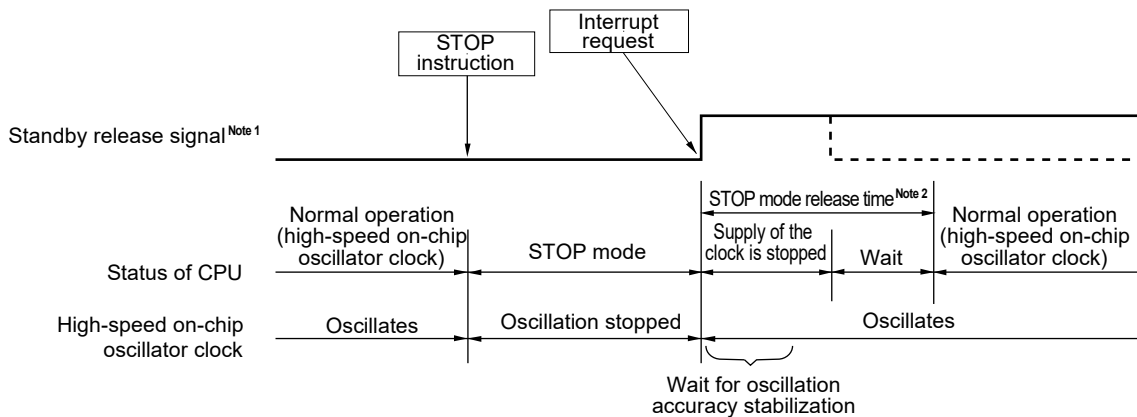 Interrupt
request
STOP
instruction
Standby release signal Note 1
STOP mode release time Note 2
Normal operation
(high-speed on-chip
oscillator clock)
Supply of the
clock is stopped
Normal operation
(high-speed on-chip
oscillator clock)
Status of CPU
STOP mode
Wait
High-speed on-chip
oscillator clock
Oscillates
Oscillation stopped
Oscillates
Wait for oscillation
accuracy stabilization